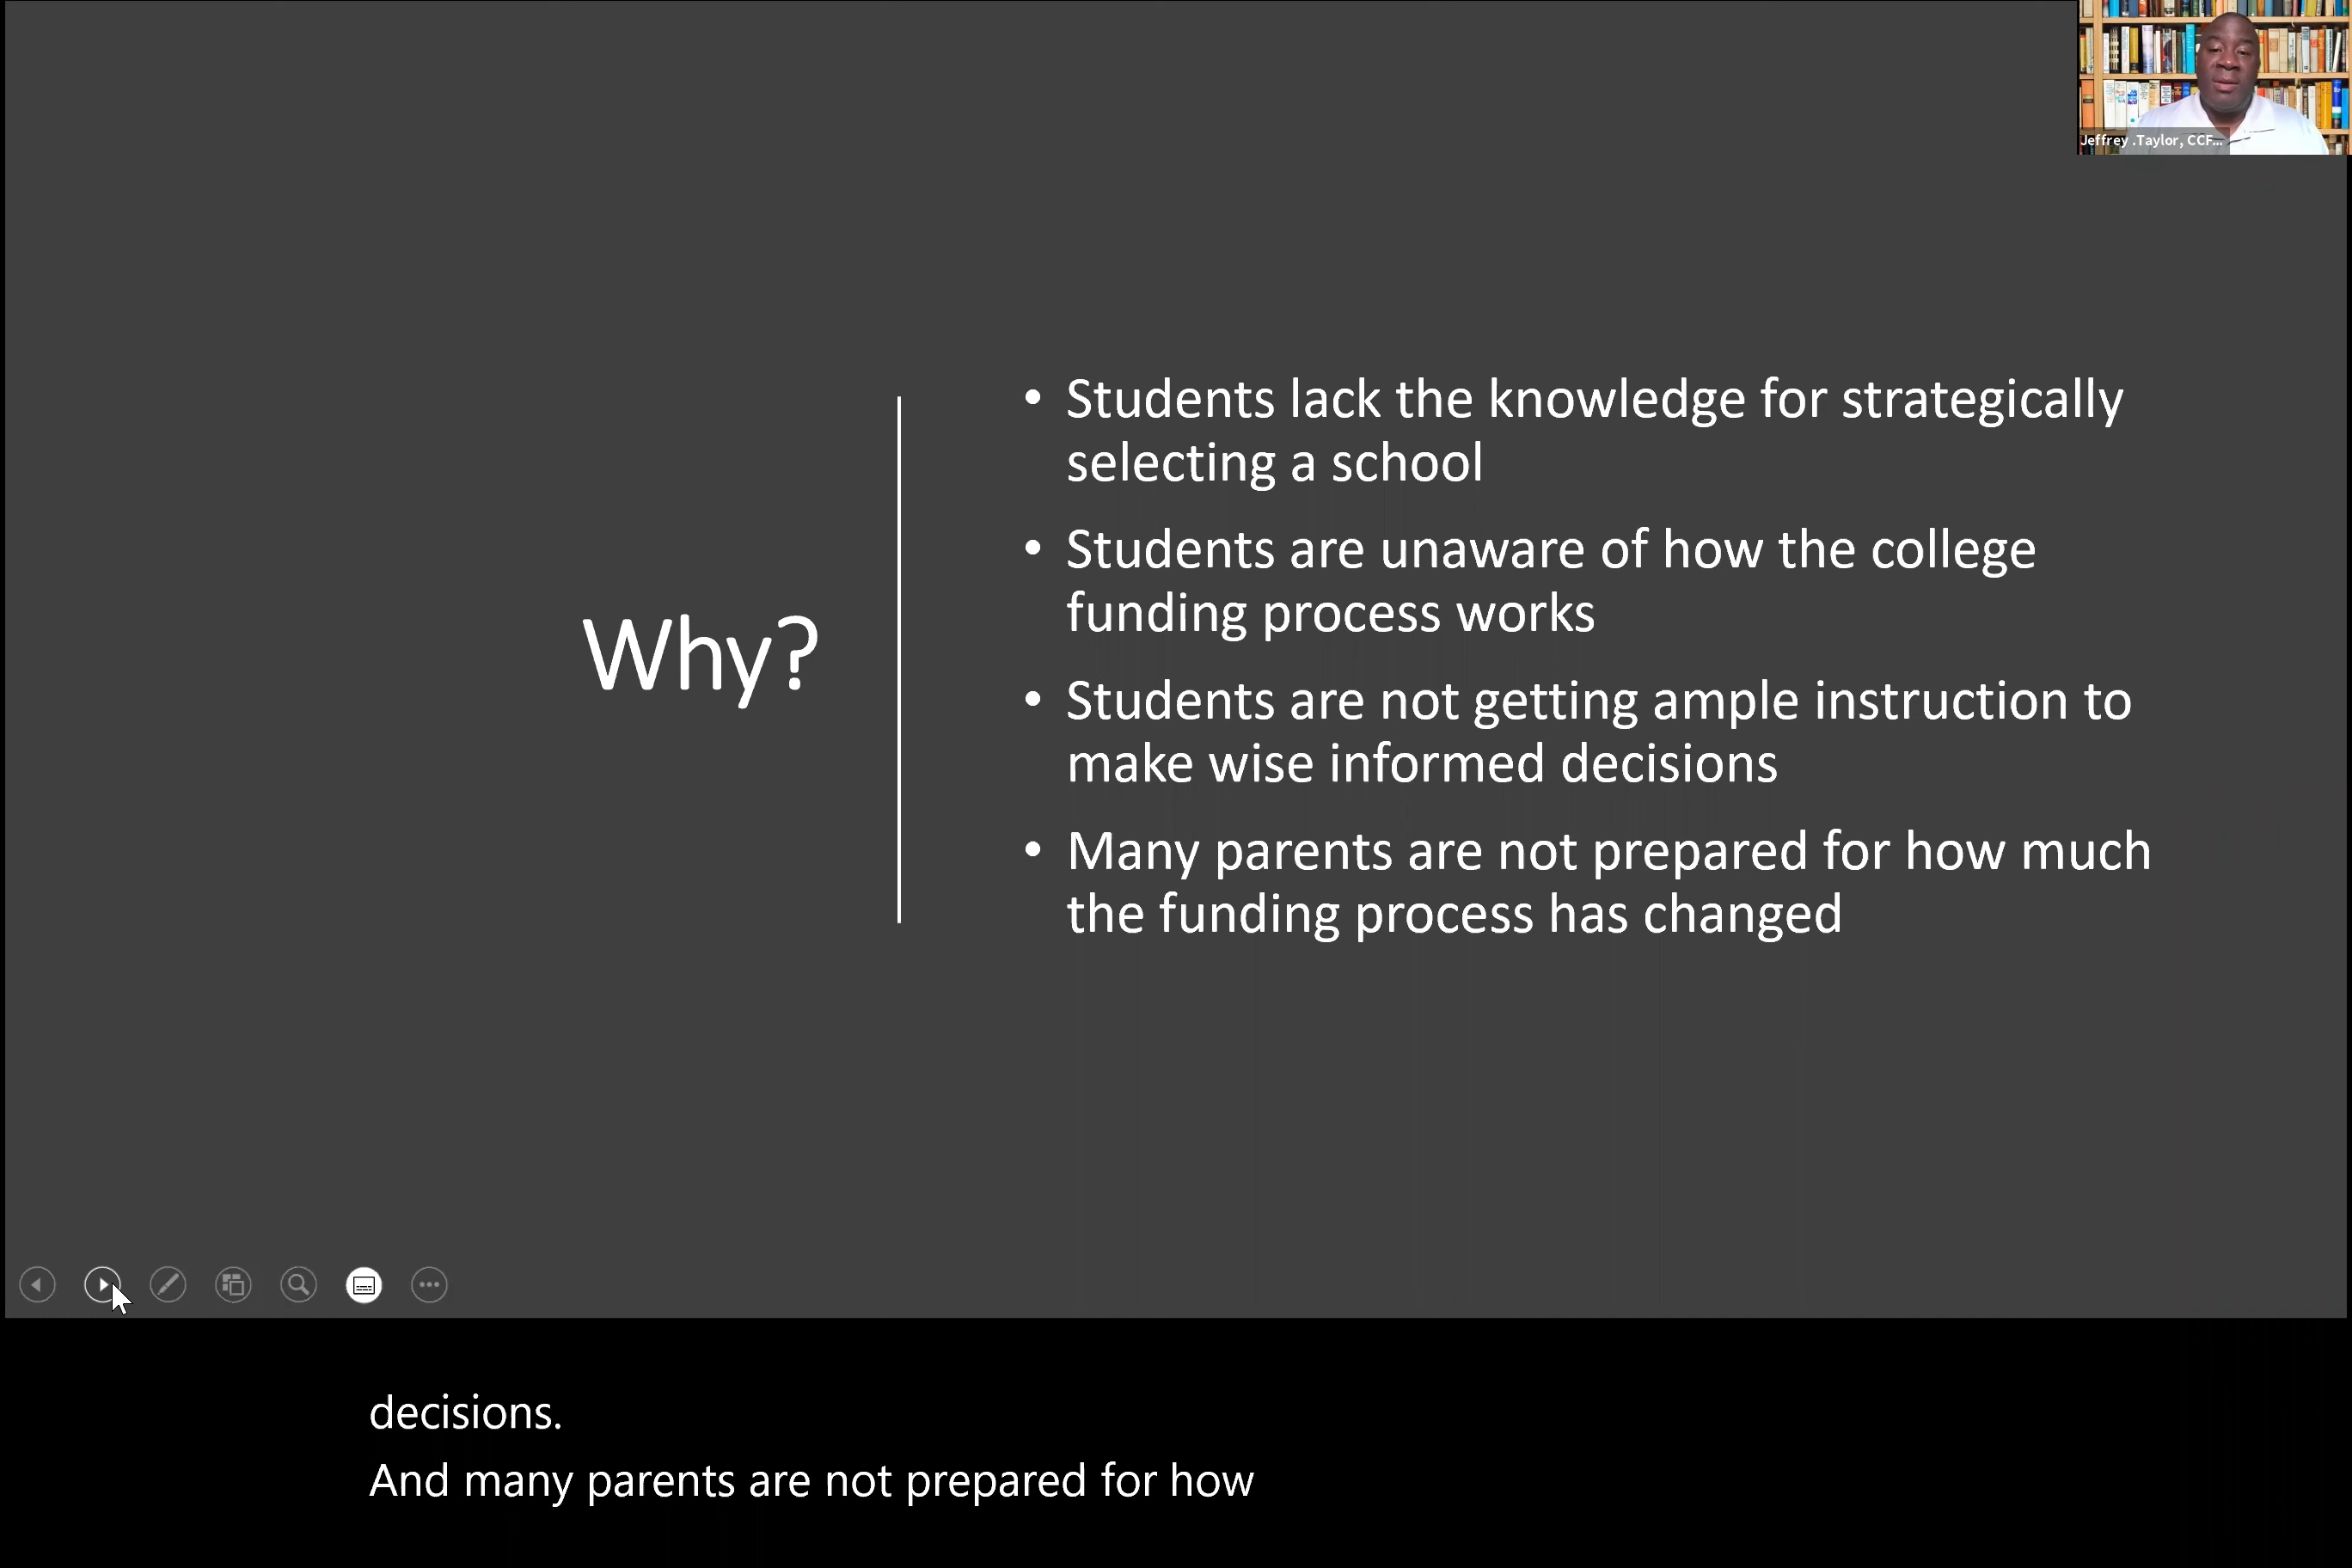 Jeffrey .Taylor, CCF...
Why?
• Students lack the knowledge for strategically
selecting a school
• Students are unaware of how the college
funding process works
• Students are not getting ample instruction to
make wise informed decisions
• Many parents are not prepared for how much
the funding process has changed
decisions.
And many parents are not prepared for how